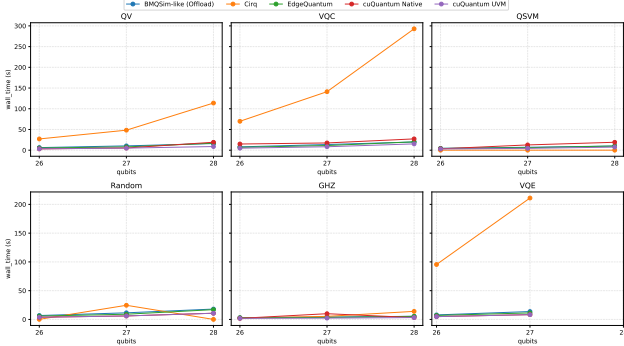 BMQSim-like (Offload) Cirq EdgeQuantum cuQuantum Native cuQuantum UVM
QV VQC QSVM
300
250
200
150
100
50
0
wall_time (s)
26 27 28 26 27 28 26 27 28
qubits qubits qubits
Random GHZ VQE
200
150
100
50
0
wall_time (s)
26 27 28 26 27 28 26 27 2
qubits qubits qubits